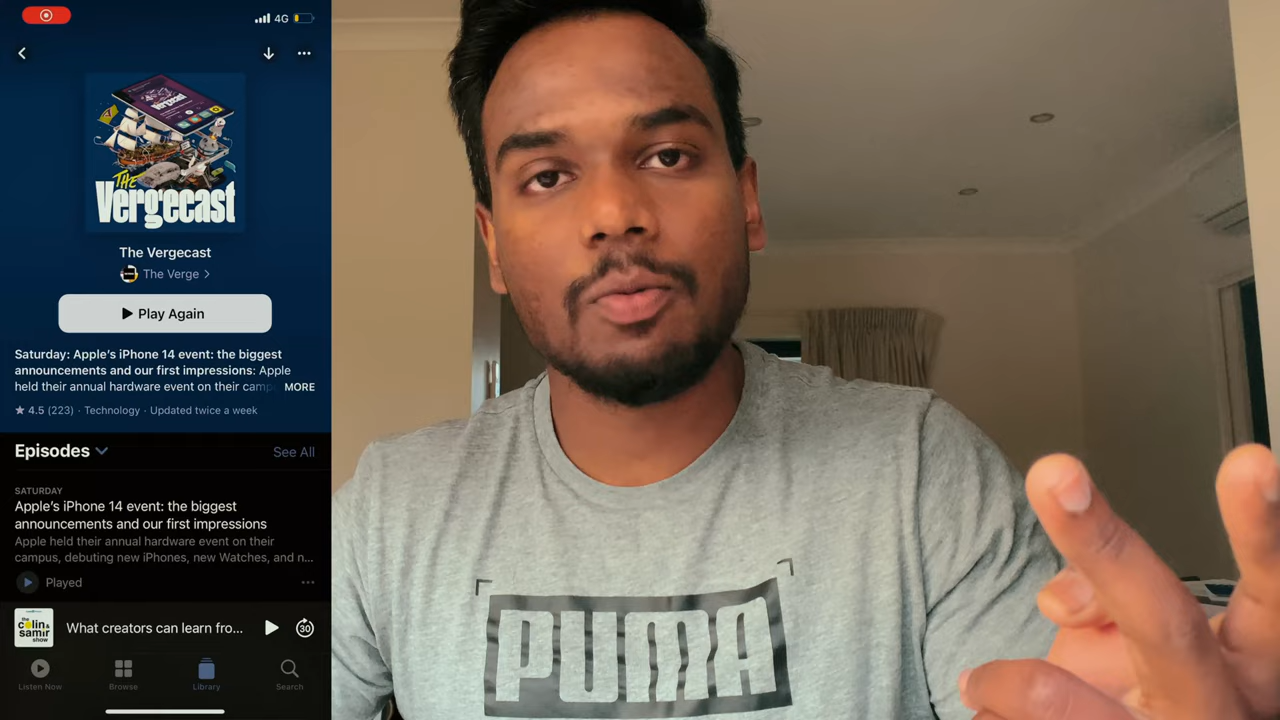 4G
THE
Vergecast
The Vergecast
The Verge
Play Again
Saturday: Apple's iPhone 14 event: the biggest
announcements and our first impressions: Apple
held their annual hardware event on their camp MORE
★ 4.5 (223) · Technology · Updated twice a week
Episodes
See All
SATURDAY
Apple's iPhone 14 event: the biggest
announcements and our first impressions
Apple held their annual hardware event on their
campus, debuting new iPhones, new Watches, and n...
Played
the
colin &
samir
show
What creators can learn fro...
30
Listen Now
Browse
Library
Search
PUMA